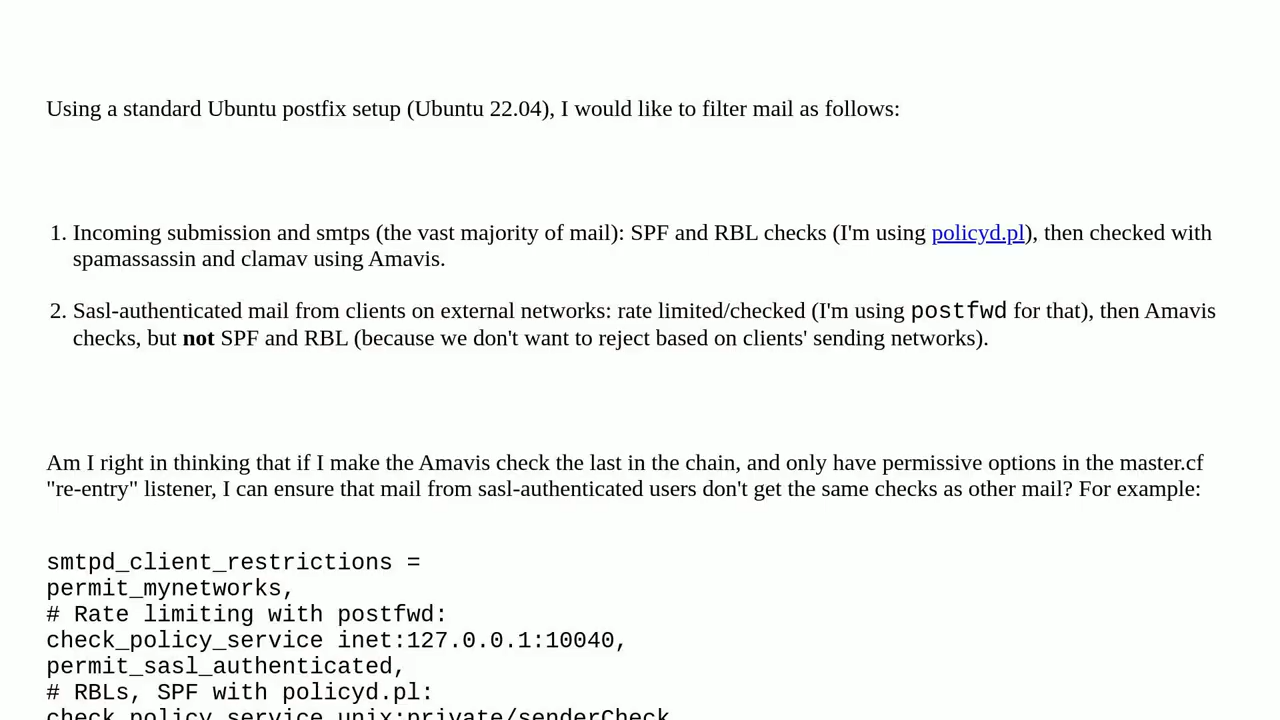 Using a standard Ubuntu postfix setup (Ubuntu 22.04), I would like to filter mail as follows:
1. Incoming submission and smtps (the vast majority of mail): SPF and RBL checks (I'm using policyd.pl), then checked with
spamassassin and clamav using Amavis.
2. Sasl-authenticated mail from clients on external networks: rate limited/checked (I'm using postfwd for that), then Amavis
checks, but not SPF and RBL (because we don't want to reject based on clients' sending networks).
Am I right in thinking that if I make the Amavis check the last in the chain, and only have permissive options in the master.cf
"re-entry" listener, I can ensure that mail from sasl-authenticated users don't get the same checks as other mail? For example:
smtpd_client_restrictions =
permit_mynetworks,
# Rate limiting with postfwd:
check_policy_service inet:127.0.0.1:10040,
permit_sasl_authenticated,
# RBLs, SPF with policyd.pl:
check_policy_service unix:private/senderCheck